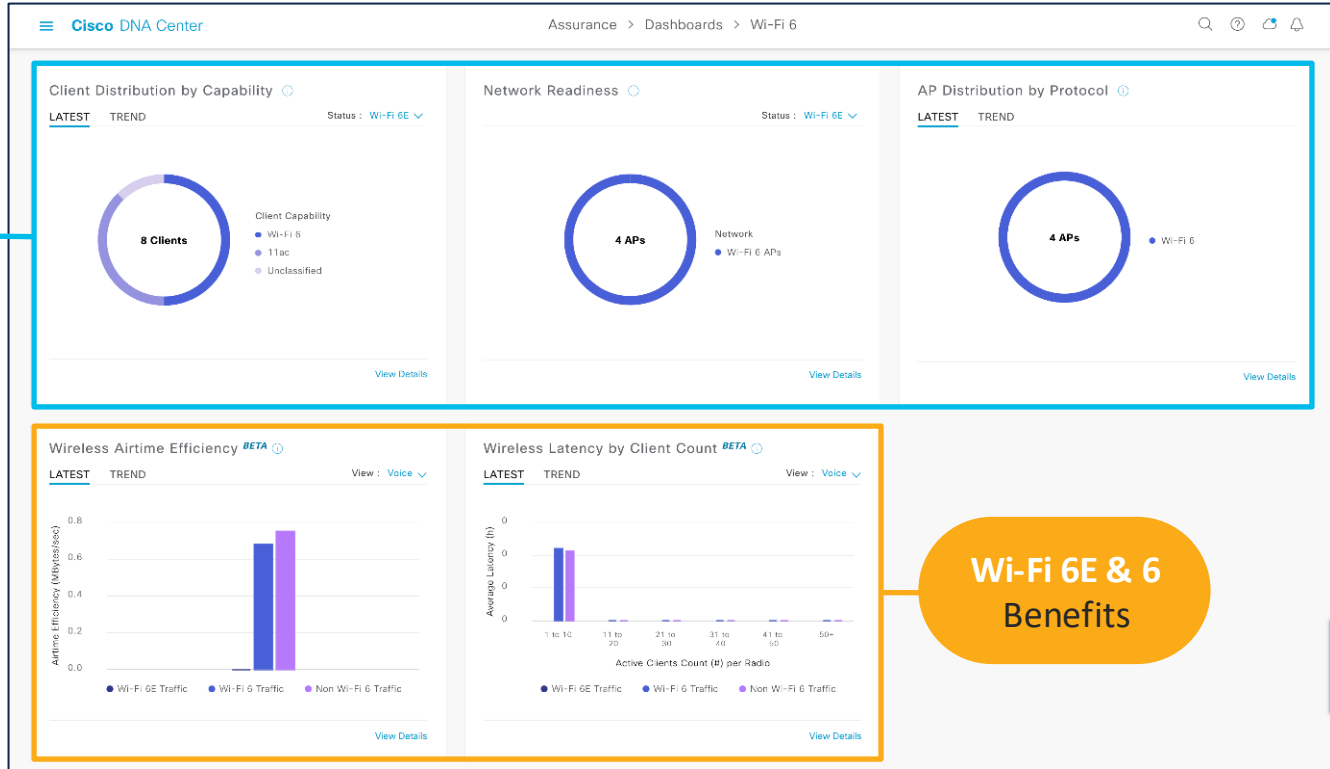 Cisco DNA Center
Assurance > Dashboards > Wi-Fi 6
Client Distribution by Capability
LATEST TREND
Status : Wi-Fi 6E
8 Clients
Client Capability
Wi-Fi 6
11ac
Unclassified
View Details
Network Readiness
Status : Wi-Fi 6E
4 APs
Network
Wi-Fi 6 APs
View Details
AP Distribution by Protocol
LATEST TREND
4 APs
Wi-Fi 6
View Details
Wireless Airtime Efficiency BETA
LATEST TREND
View : Voice
Airtime Efficiency (MBytes/sec)
0.8
0.6
0.4
0.2
0.0
Wi-Fi 6E Traffic Wi-Fi 6 Traffic Non Wi-Fi 6 Traffic
View Details
Wireless Latency by Client Count BETA
LATEST TREND
View : Voice
Average Latency (h)
0
0
0
0
1 to 10 11 to 20 21 to 30 31 to 40 41 to 50 50+
Active Clients Count (#) per Radio
Wi-Fi 6E Traffic Wi-Fi 6 Traffic Non Wi-Fi 6 Traffic
View Details
Wi-Fi 6E & 6
Benefits